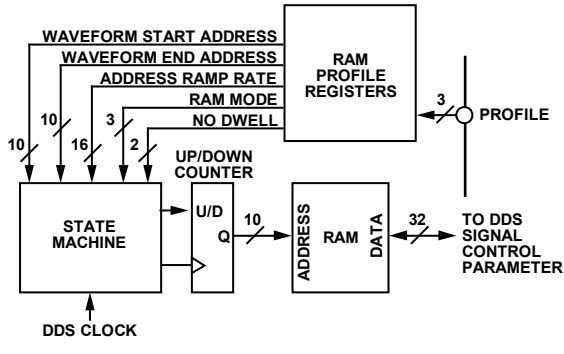 WAVEFORM START ADDRESS
WAVEFORM END ADDRESS
ADDRESS RAMP RATE
RAM MODE
NO DWELL
RAM
PROFILE
REGISTERS
3
PROFILE
10
10
16
3
2
UP/DOWN
COUNTER
STATE
MACHINE
U/D
Q
10
ADDRESS
RAM
DATA
32
TO DDS
SIGNAL
CONTROL
PARAMETER
DDS CLOCK